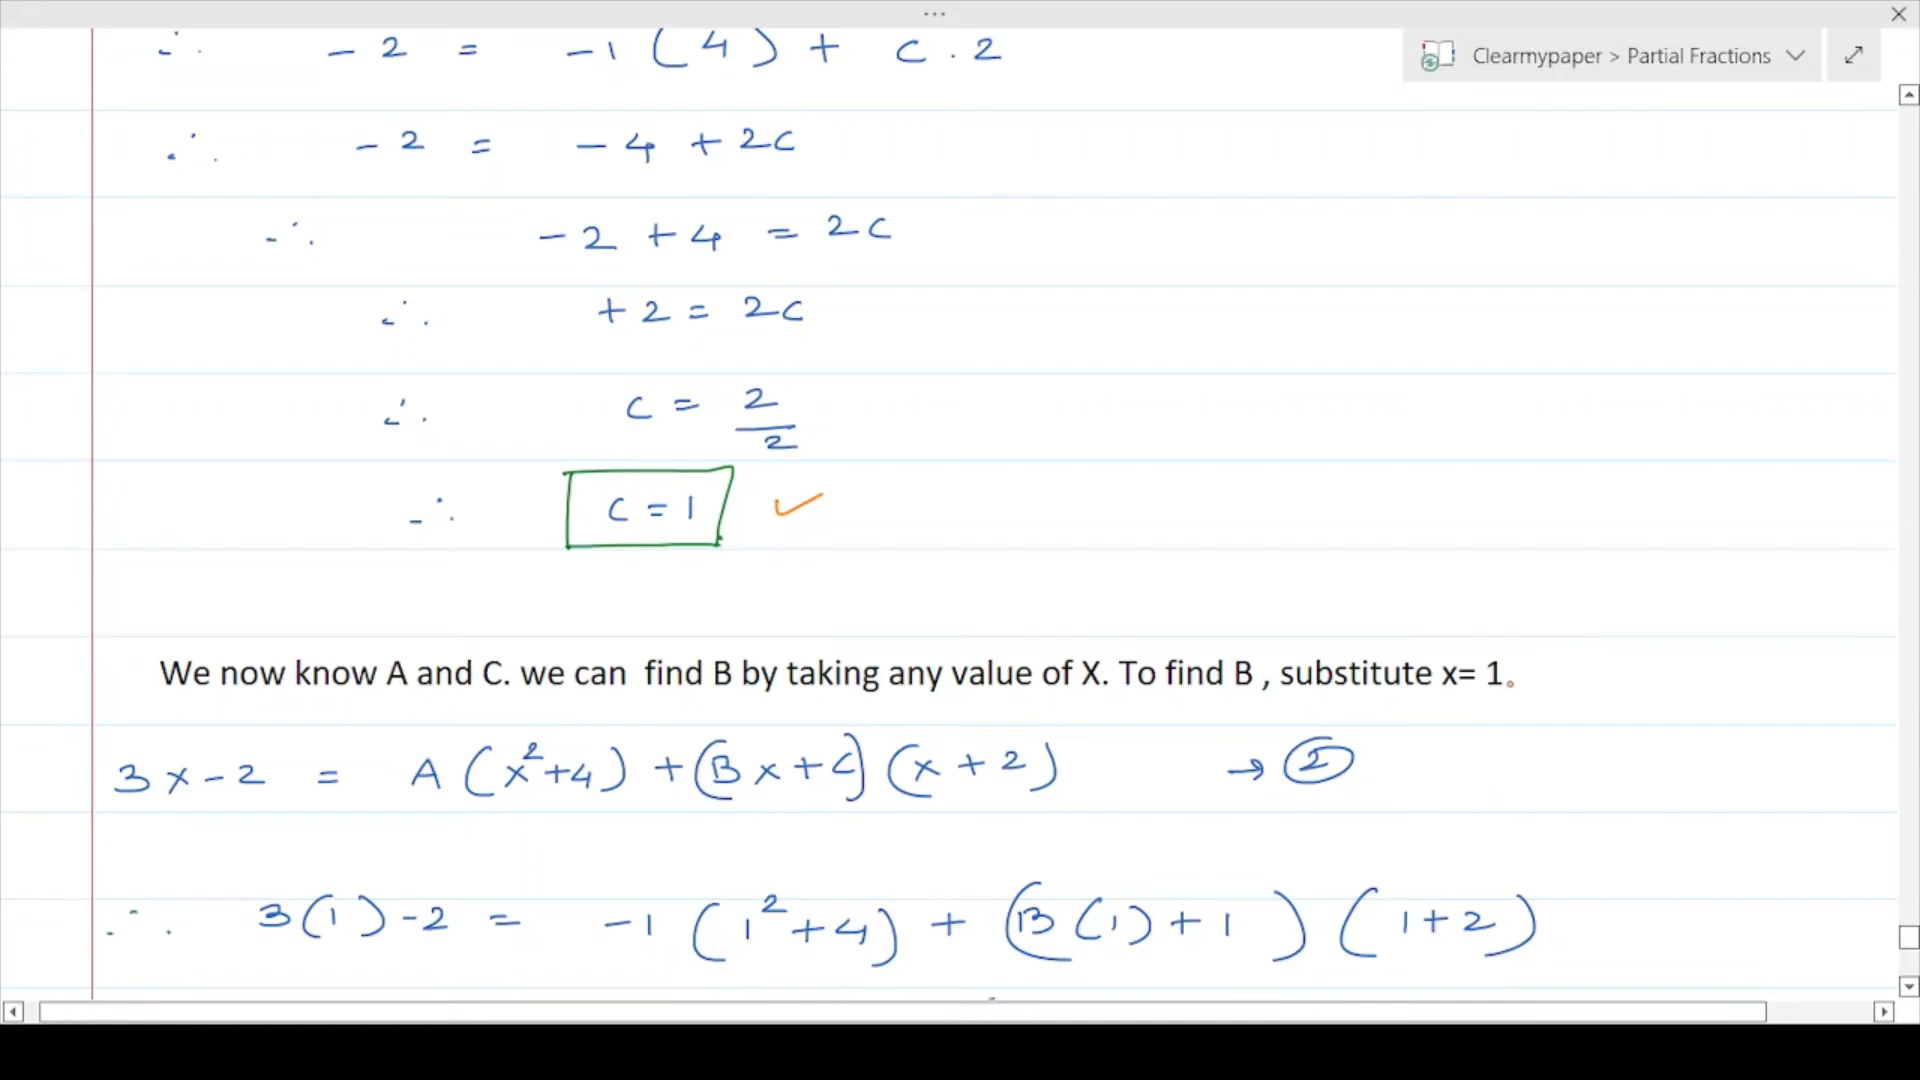 ...
Clearmypaper > Partial Fractions
∴ -2 = -1(4) + C.2
∴ -2 = -4 + 2C
∴ -2 + 4 = 2C
∴ +2 = 2C
∴ C = 2/2
∴ C = 1 ✓
We now know A and C. we can find B by taking any value of X. To find B , substitute x= 1.
3x-2 = A(x²+4) + (Bx+C)(x+2) → ②
∴ 3(1)-2 = -1(1²+4) + (B(1)+1)(1+2)